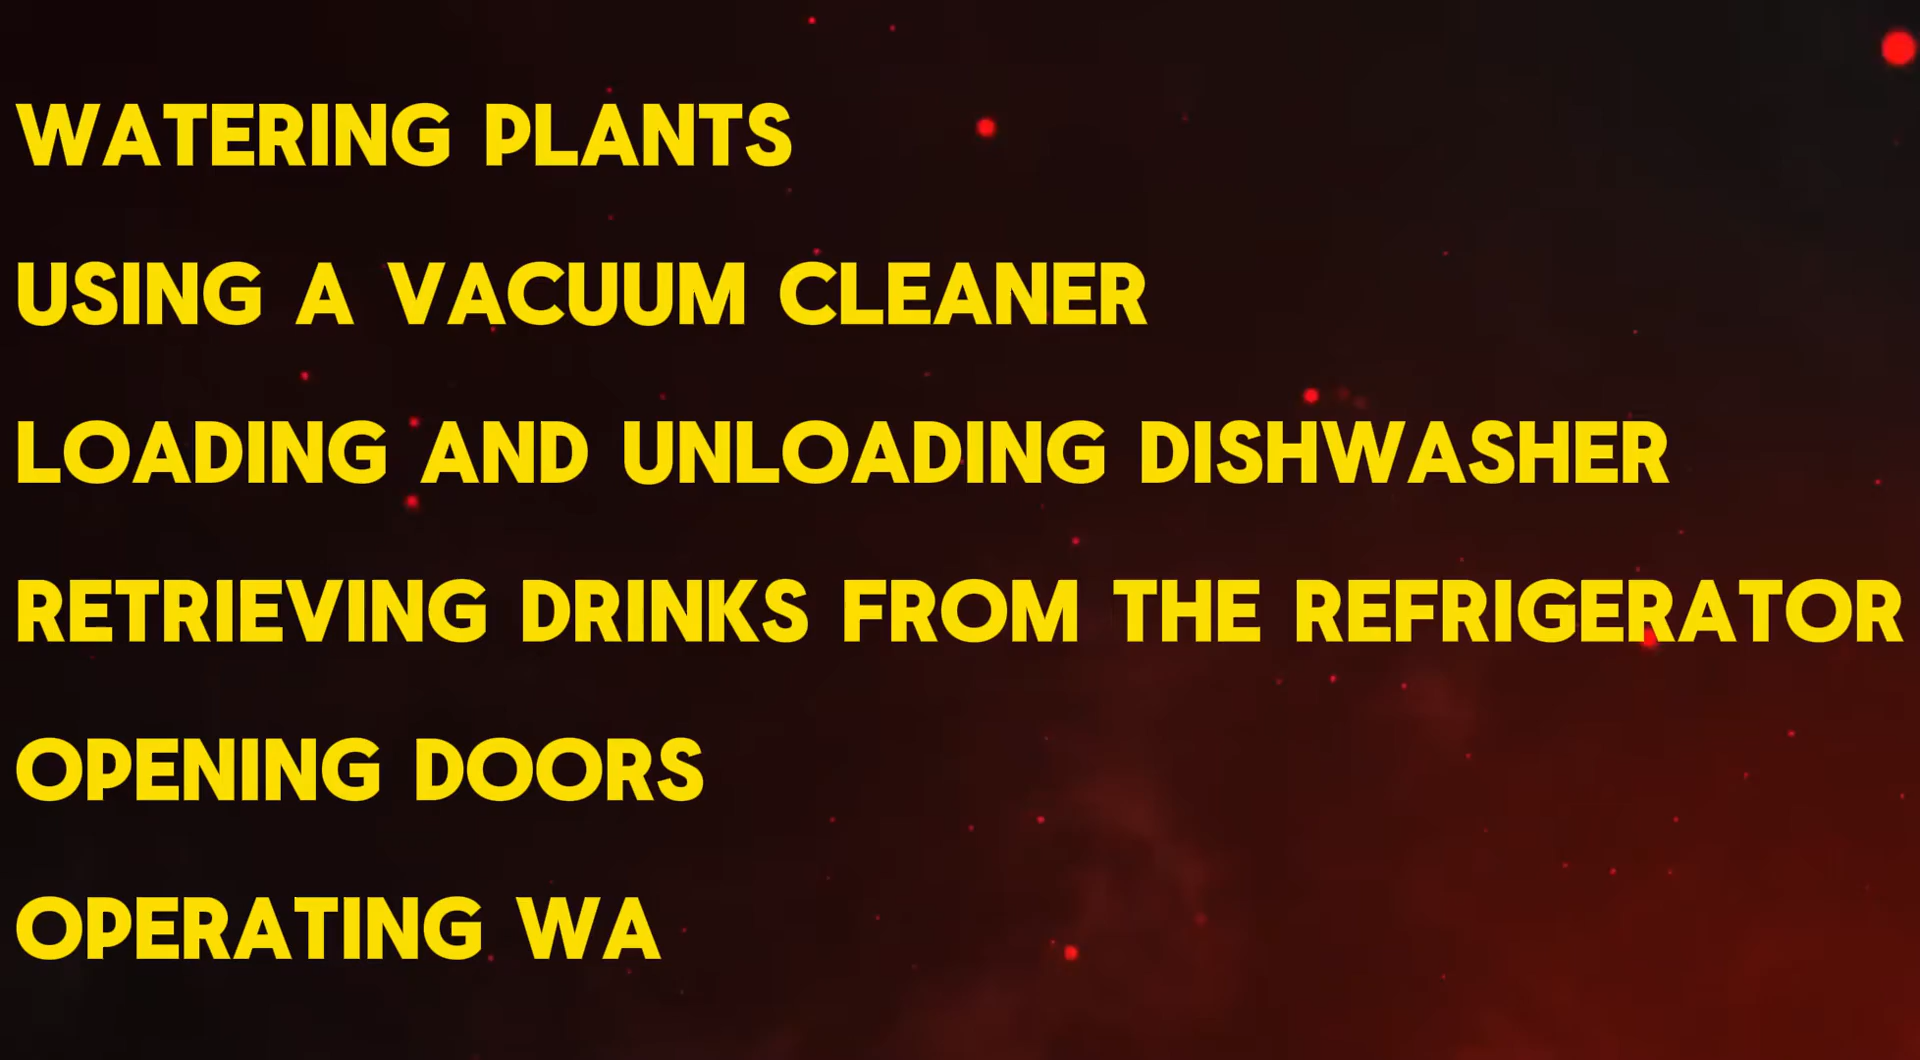 WATERING PLANTS
USING A VACUUM CLEANER
LOADING AND UNLOADING DISHWASHER
RETRIEVING DRINKS FROM THE REFRIGERATOR
OPENING DOORS
OPERATING WA